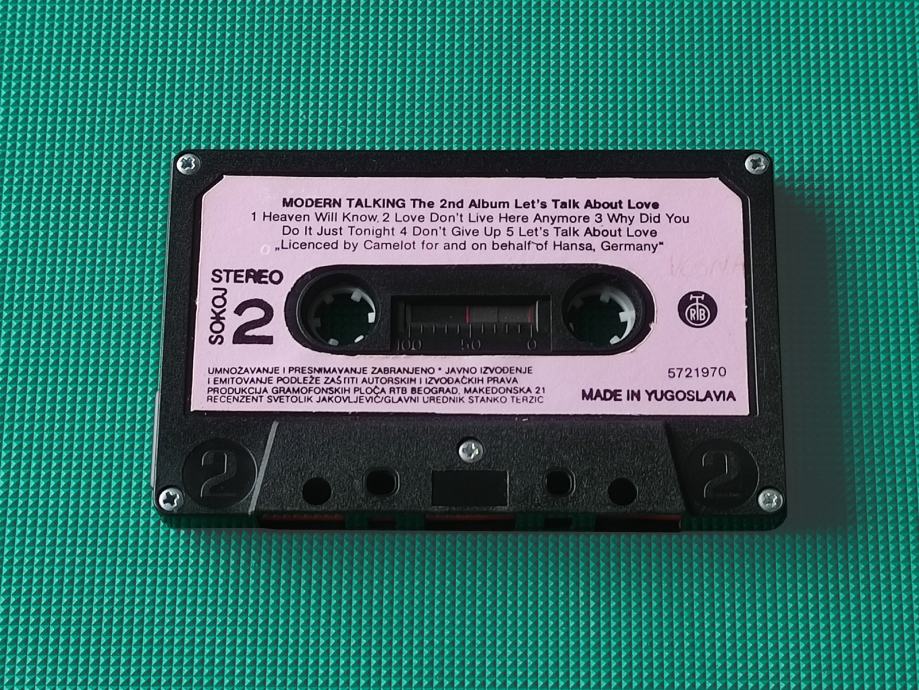 MODERN TALKING The 2nd Album Let's Talk About Love
1 Heaven Will Know 2 Love Don't Live Here Anymore 3 Why Did You
Do It Just Tonight 4 Don't Give Up 5 Let's Talk About Love
„Licenced by Camelot for and on behalf of Hansa, Germany“
STEREO
SOKOJ
2
RTB
100 50 0
5721970
UMNOŽAVANJE I PRESNIMAVANJE ZABRANJENO * JAVNO IZVOĐENJE
I EMITOVANJE PODLEŽE ZAŠTITI AUTORSKIH I IZVOĐAČKIH PRAVA
PRODUKCIJA GRAMOFONSKIH PLOČA RTB BEOGRAD, MAKEDONSKA 21
RECENZENT SVETOLIK JAKOVLJEVIĆ/GLAVNI UREDNIK STANKO TERZIĆ
MADE IN YUGOSLAVIA
2 2